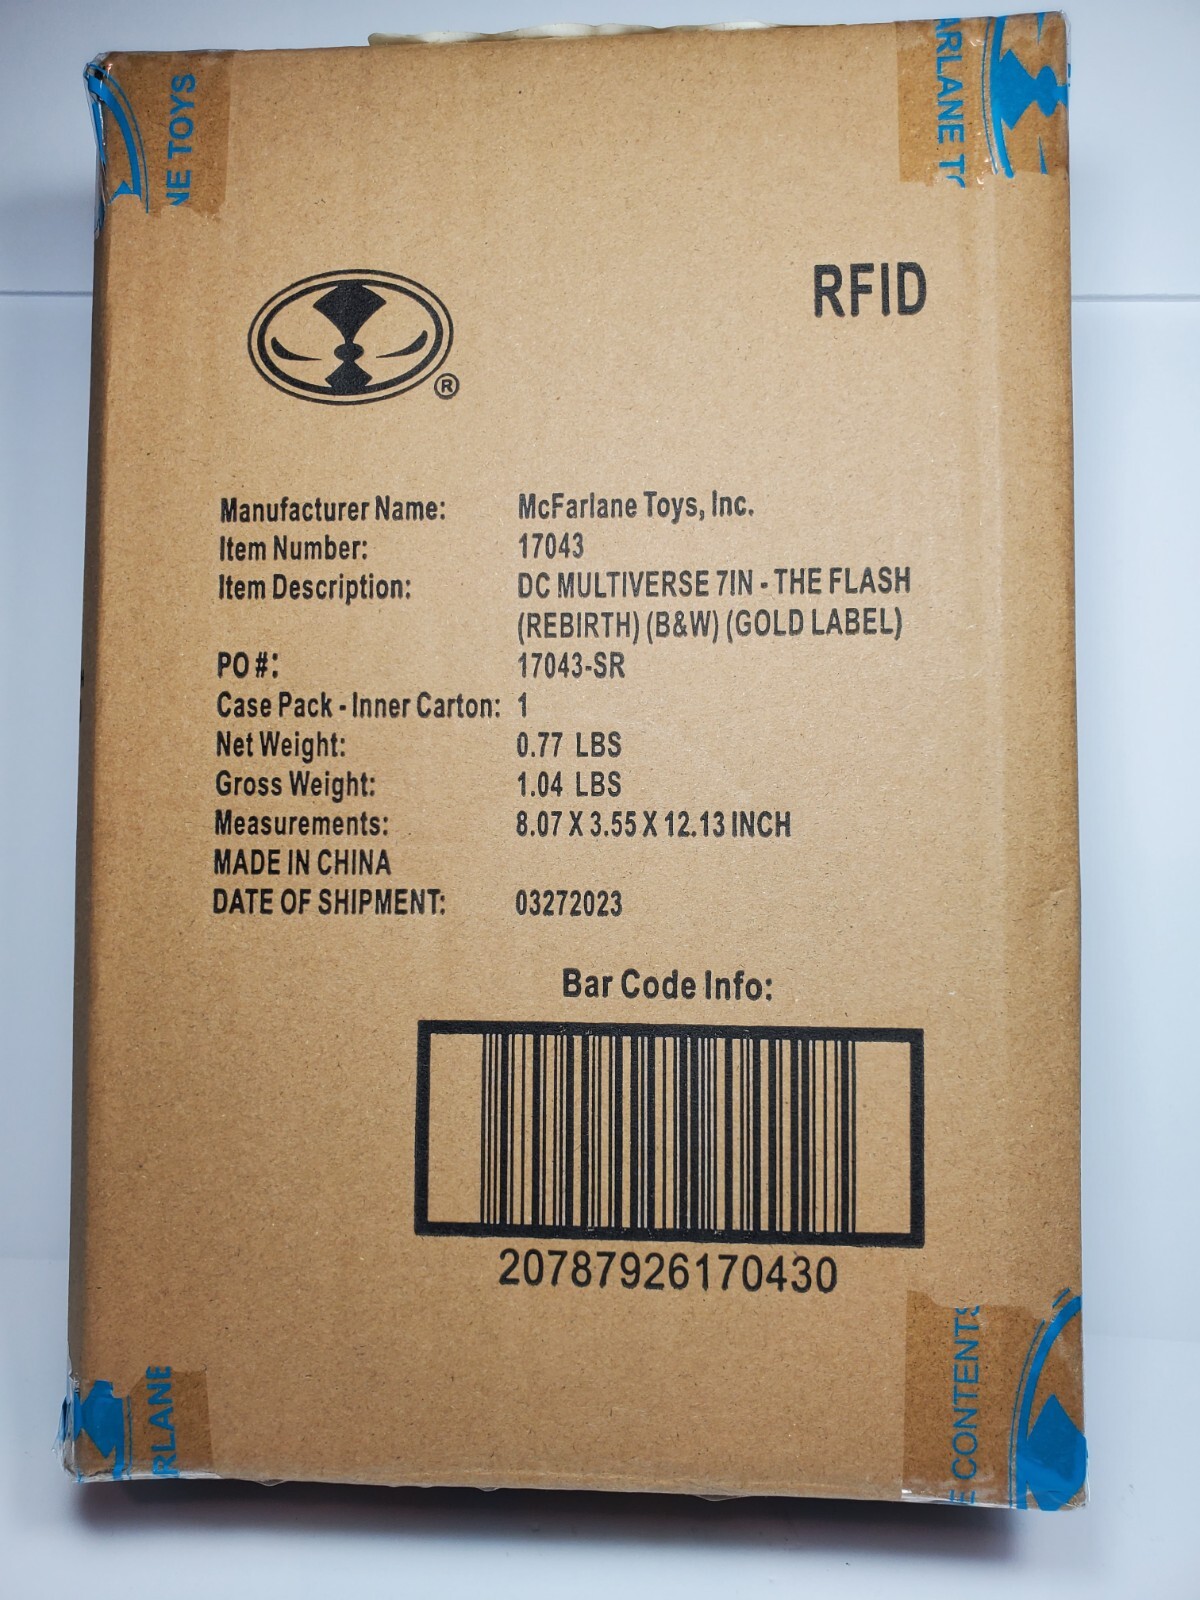 NE TOYS
ARLANE TO
RFID
®
Manufacturer Name: McFarlane Toys, Inc.
Item Number: 17043
Item Description: DC MULTIVERSE 7IN - THE FLASH
(REBIRTH) (B&W) (GOLD LABEL)
PO #: 17043-SR
Case Pack - Inner Carton: 1
Net Weight: 0.77 LBS
Gross Weight: 1.04 LBS
Measurements: 8.07 X 3.55 X 12.13 INCH
MADE IN CHINA
DATE OF SHIPMENT: 03272023
Bar Code Info:
20787926170430
RLANE
E CONTENTS